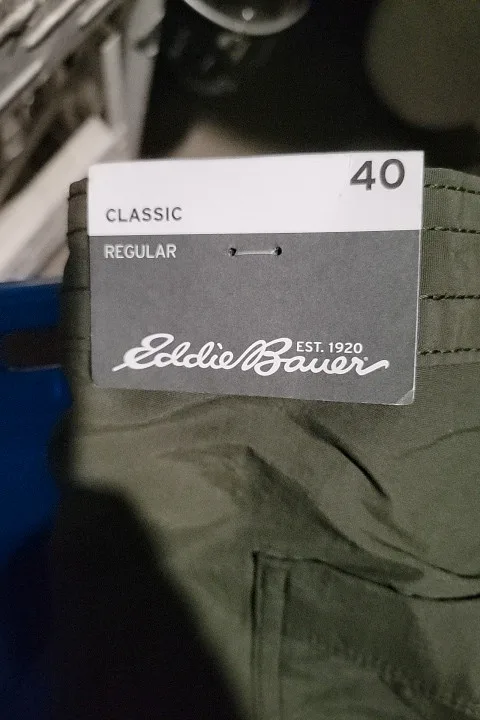 40
CLASSIC
REGULAR
EST. 1920
Eddie Bauer